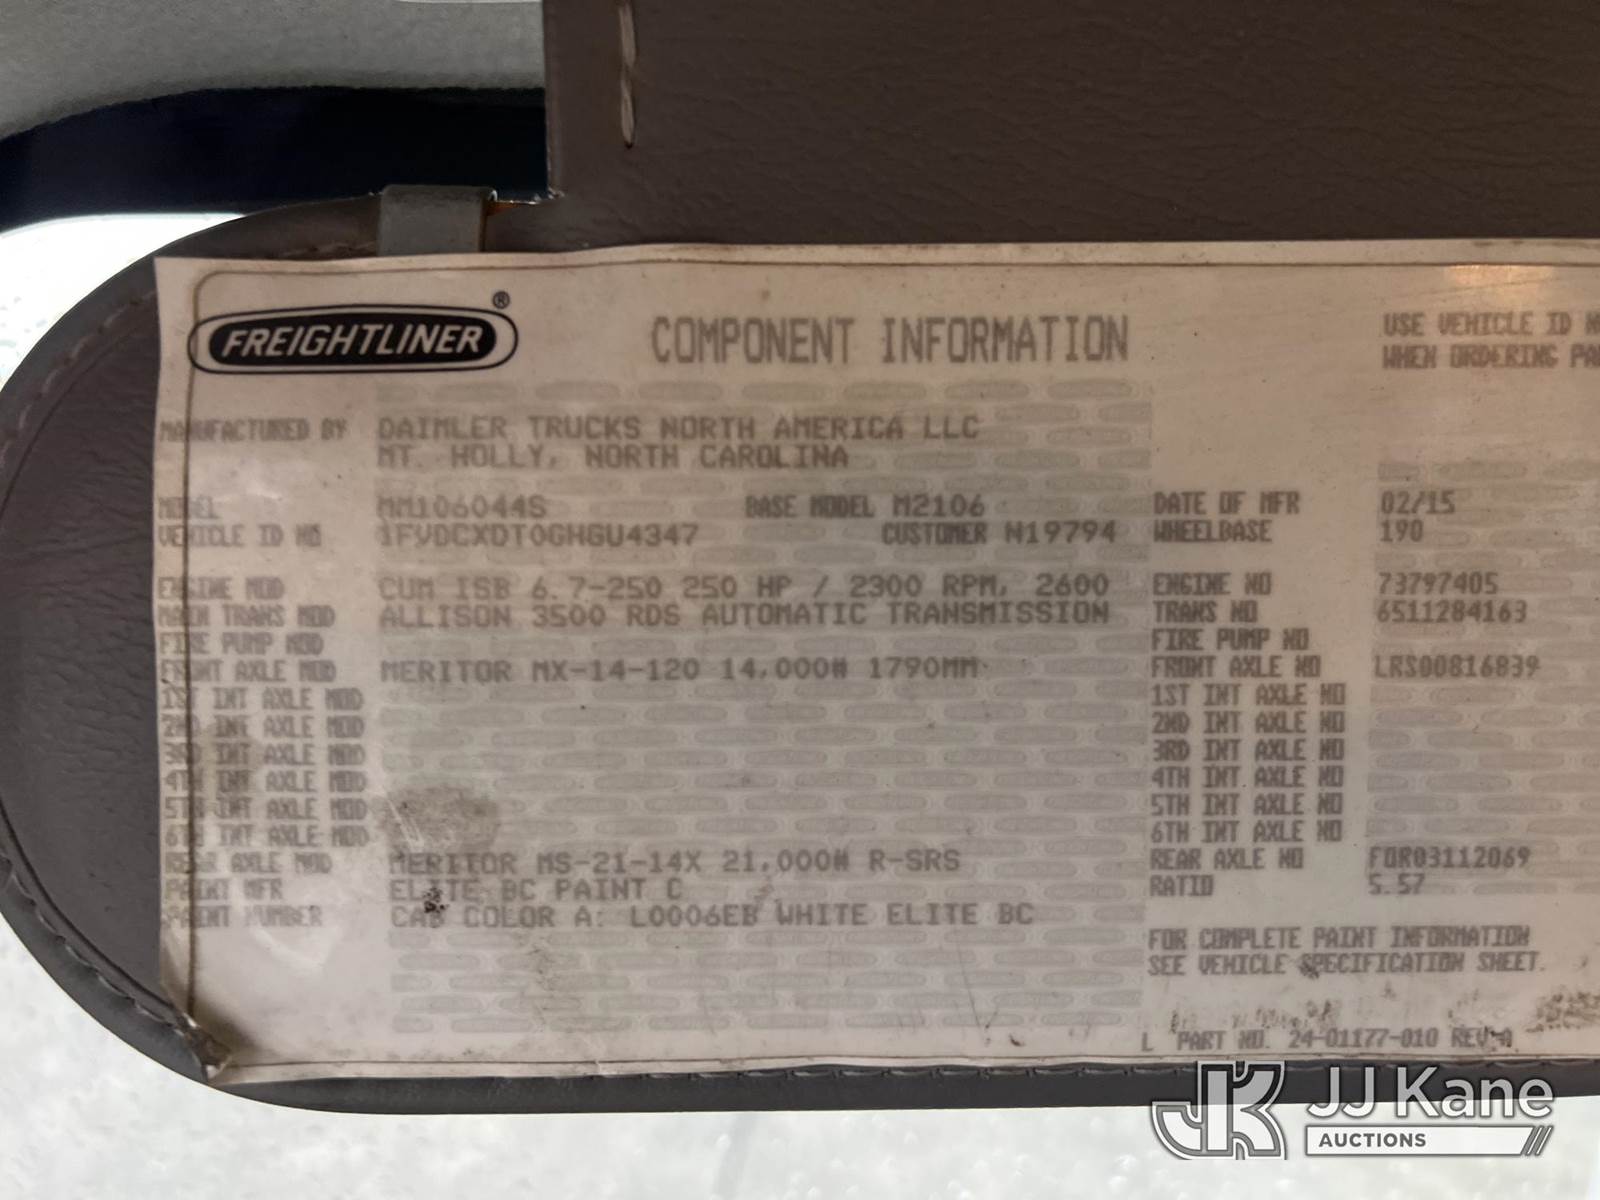 FREIGHTLINER ®
COMPONENT INFORMATION
USE VEHICLE ID
WHEN ORDERING
MANUFACTURED BY DAIMLER TRUCKS NORTH AMERICA LLC
MT. HOLLY, NORTH CAROLINA
MODEL MM106044S BASE MODEL M2106 DATE OF MFR 02/15
VEHICLE ID NO 1FVDCXDT0GHGU4347 CUSTOMER N19794 WHEELBASE 190
ENGINE MOD CUM ISB 6.7-250 250 HP / 2300 RPM, 2600 ENGINE NO 73797405
MAIN TRANS MOD ALLISON 3500 RDS AUTOMATIC TRANSMISSION TRANS NO 6511284163
FIRE PUMP MOD FIRE PUMP NO
FRONT AXLE MOD MERITOR MX-14-120 14,000# 1790MM FRONT AXLE NO LRS00816839
1ST INT AXLE MOD 1ST INT AXLE NO
2ND INT AXLE MOD 2ND INT AXLE NO
3RD INT AXLE MOD 3RD INT AXLE NO
4TH INT AXLE MOD 4TH INT AXLE NO
5TH INT AXLE MOD 5TH INT AXLE NO
6TH INT AXLE MOD 6TH INT AXLE NO
REAR AXLE MOD MERITOR MS-21-14X 21,000# R-SRS REAR AXLE NO FOR03112069
PAINT MFR ELITE BC PAINT C RATIO 5.57
PAINT NUMBER CAB COLOR A: L0006EB WHITE ELITE BC
FOR COMPLETE PAINT INFORMATION
SEE VEHICLE SPECIFICATION SHEET.
L PART NO. 24-01177-010 REV
JK JJ Kane
AUCTIONS